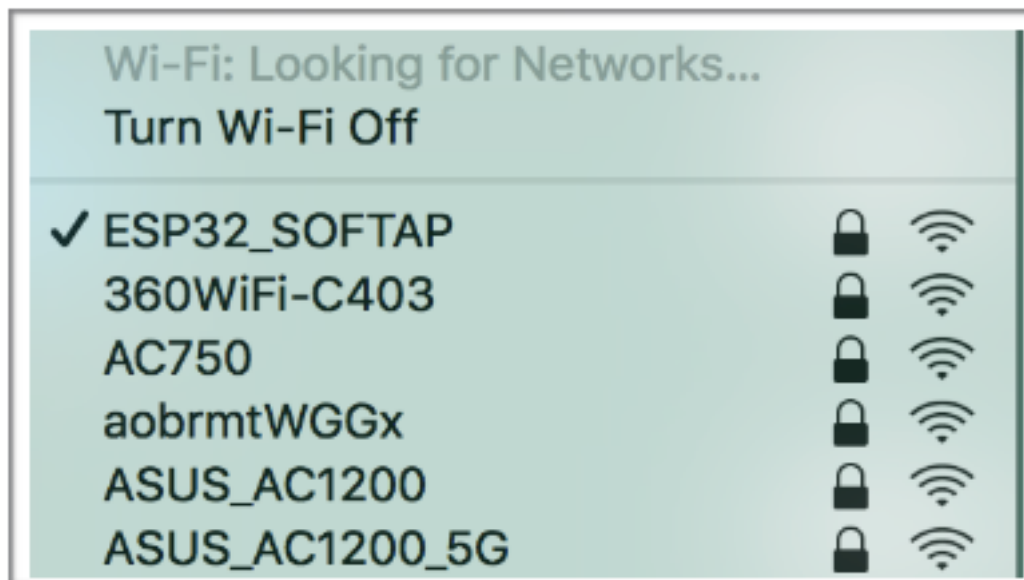 Wi-Fi: Looking for Networks...
Turn Wi-Fi Off
ESP32_SOFTAP
360WiFi-C403
AC750
aobrmtWGGx
ASUS_AC1200
ASUS_AC1200_5G